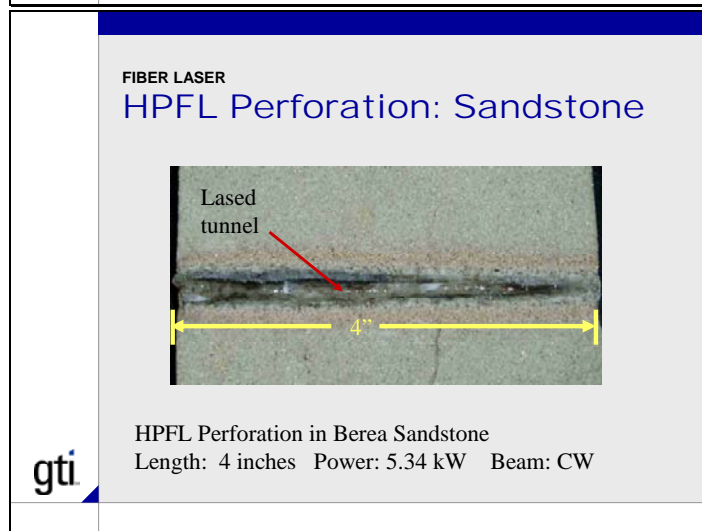 FIBER LASER
HPFL Perforation: Sandstone
Lased
tunnel
4”
HPFL Perforation in Berea Sandstone
Length: 4 inches Power: 5.34 kW Beam: CW
gti